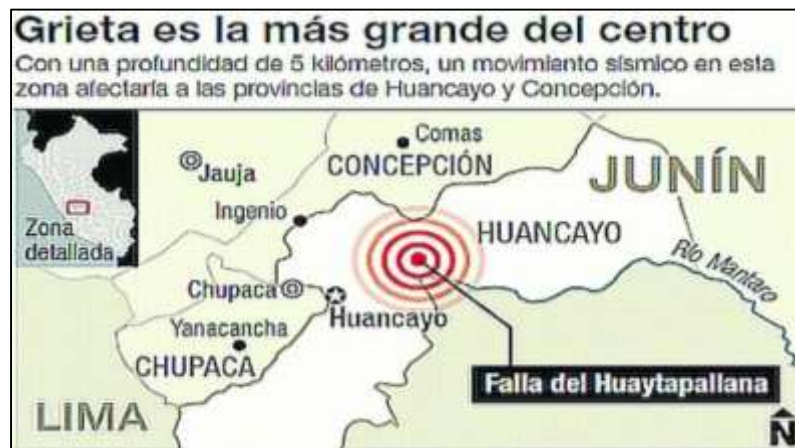 Grieta es la más grande del centro
Con una profundidad de 5 kilómetros, un movimiento sísmico en esta
zona afectaría a las provincias de Huancayo y Concepción.
Comas
CONCEPCIÓN
Jauja
JUNÍN
Ingenio
HUANCAYO
Zona
detallada
Río Mantaro
Chupaca
Huancayo
Yanacancha
CHUPACA
Falla del Huaytapallana
LIMA
N